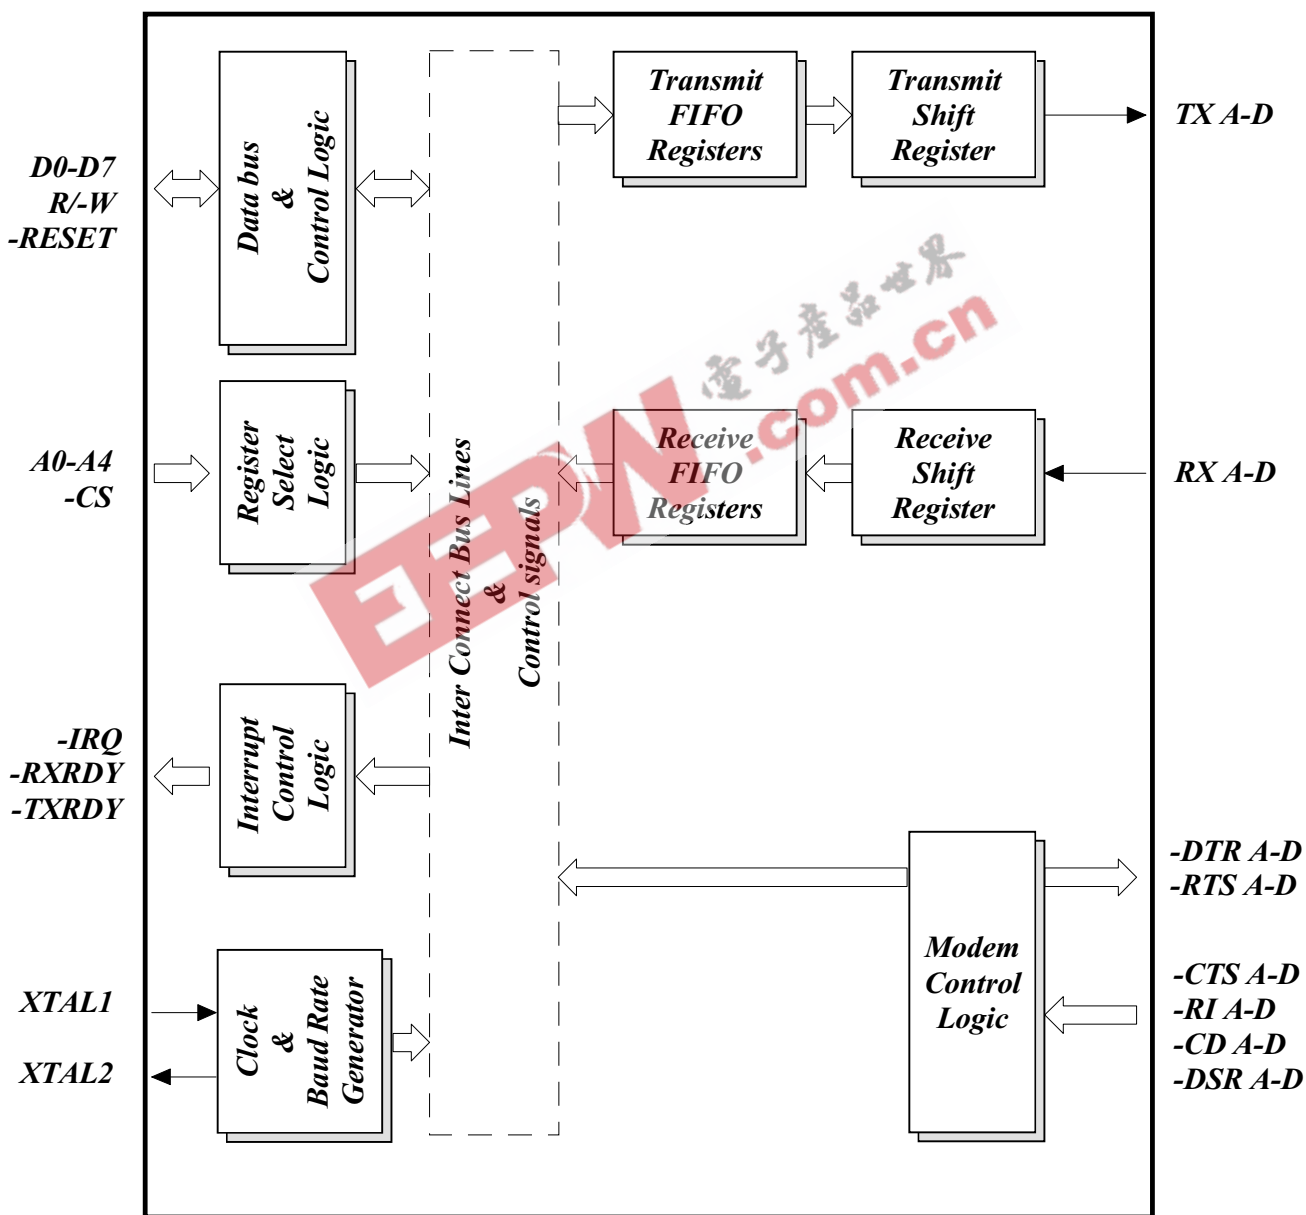 D0-D7
R/-W
-RESET
Data bus
&
Control Logic
A0-A4
-CS
Register
Select
Logic
-IRQ
-RXRDY
-TXRDY
Interrupt
Control
Logic
XTAL1
XTAL2
Clock
&
Baud Rate
Generator
Inter Connect Bus Lines
&
Control signals
Transmit
FIFO
Registers
Transmit
Shift
Register
TX A-D
Receive
FIFO
Registers
Receive
Shift
Register
RX A-D
Modem
Control
Logic
-DTR A-D
-RTS A-D
-CTS A-D
-RI A-D
-CD A-D
-DSR A-D
EEPW
電子產品世界
.com.cn